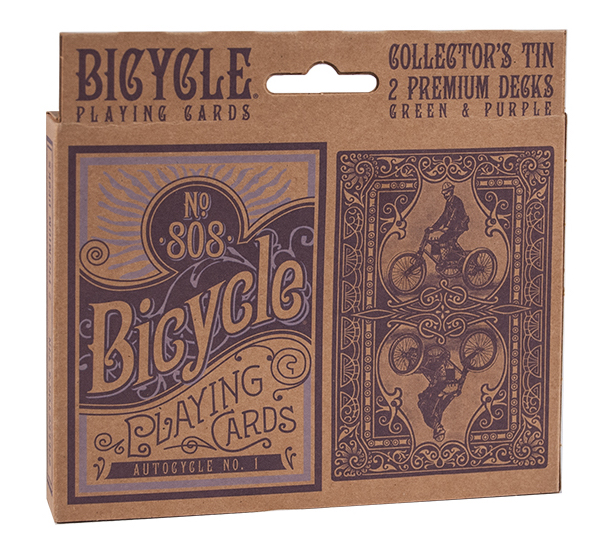 BICYCLE®
PLAYING CARDS
COLLECTOR'S TIN
2 PREMIUM DECKS
GREEN & PURPLE
No
·808·
Bicycle
PLAYING
CARDS
AUTOCYCLE NO. 1